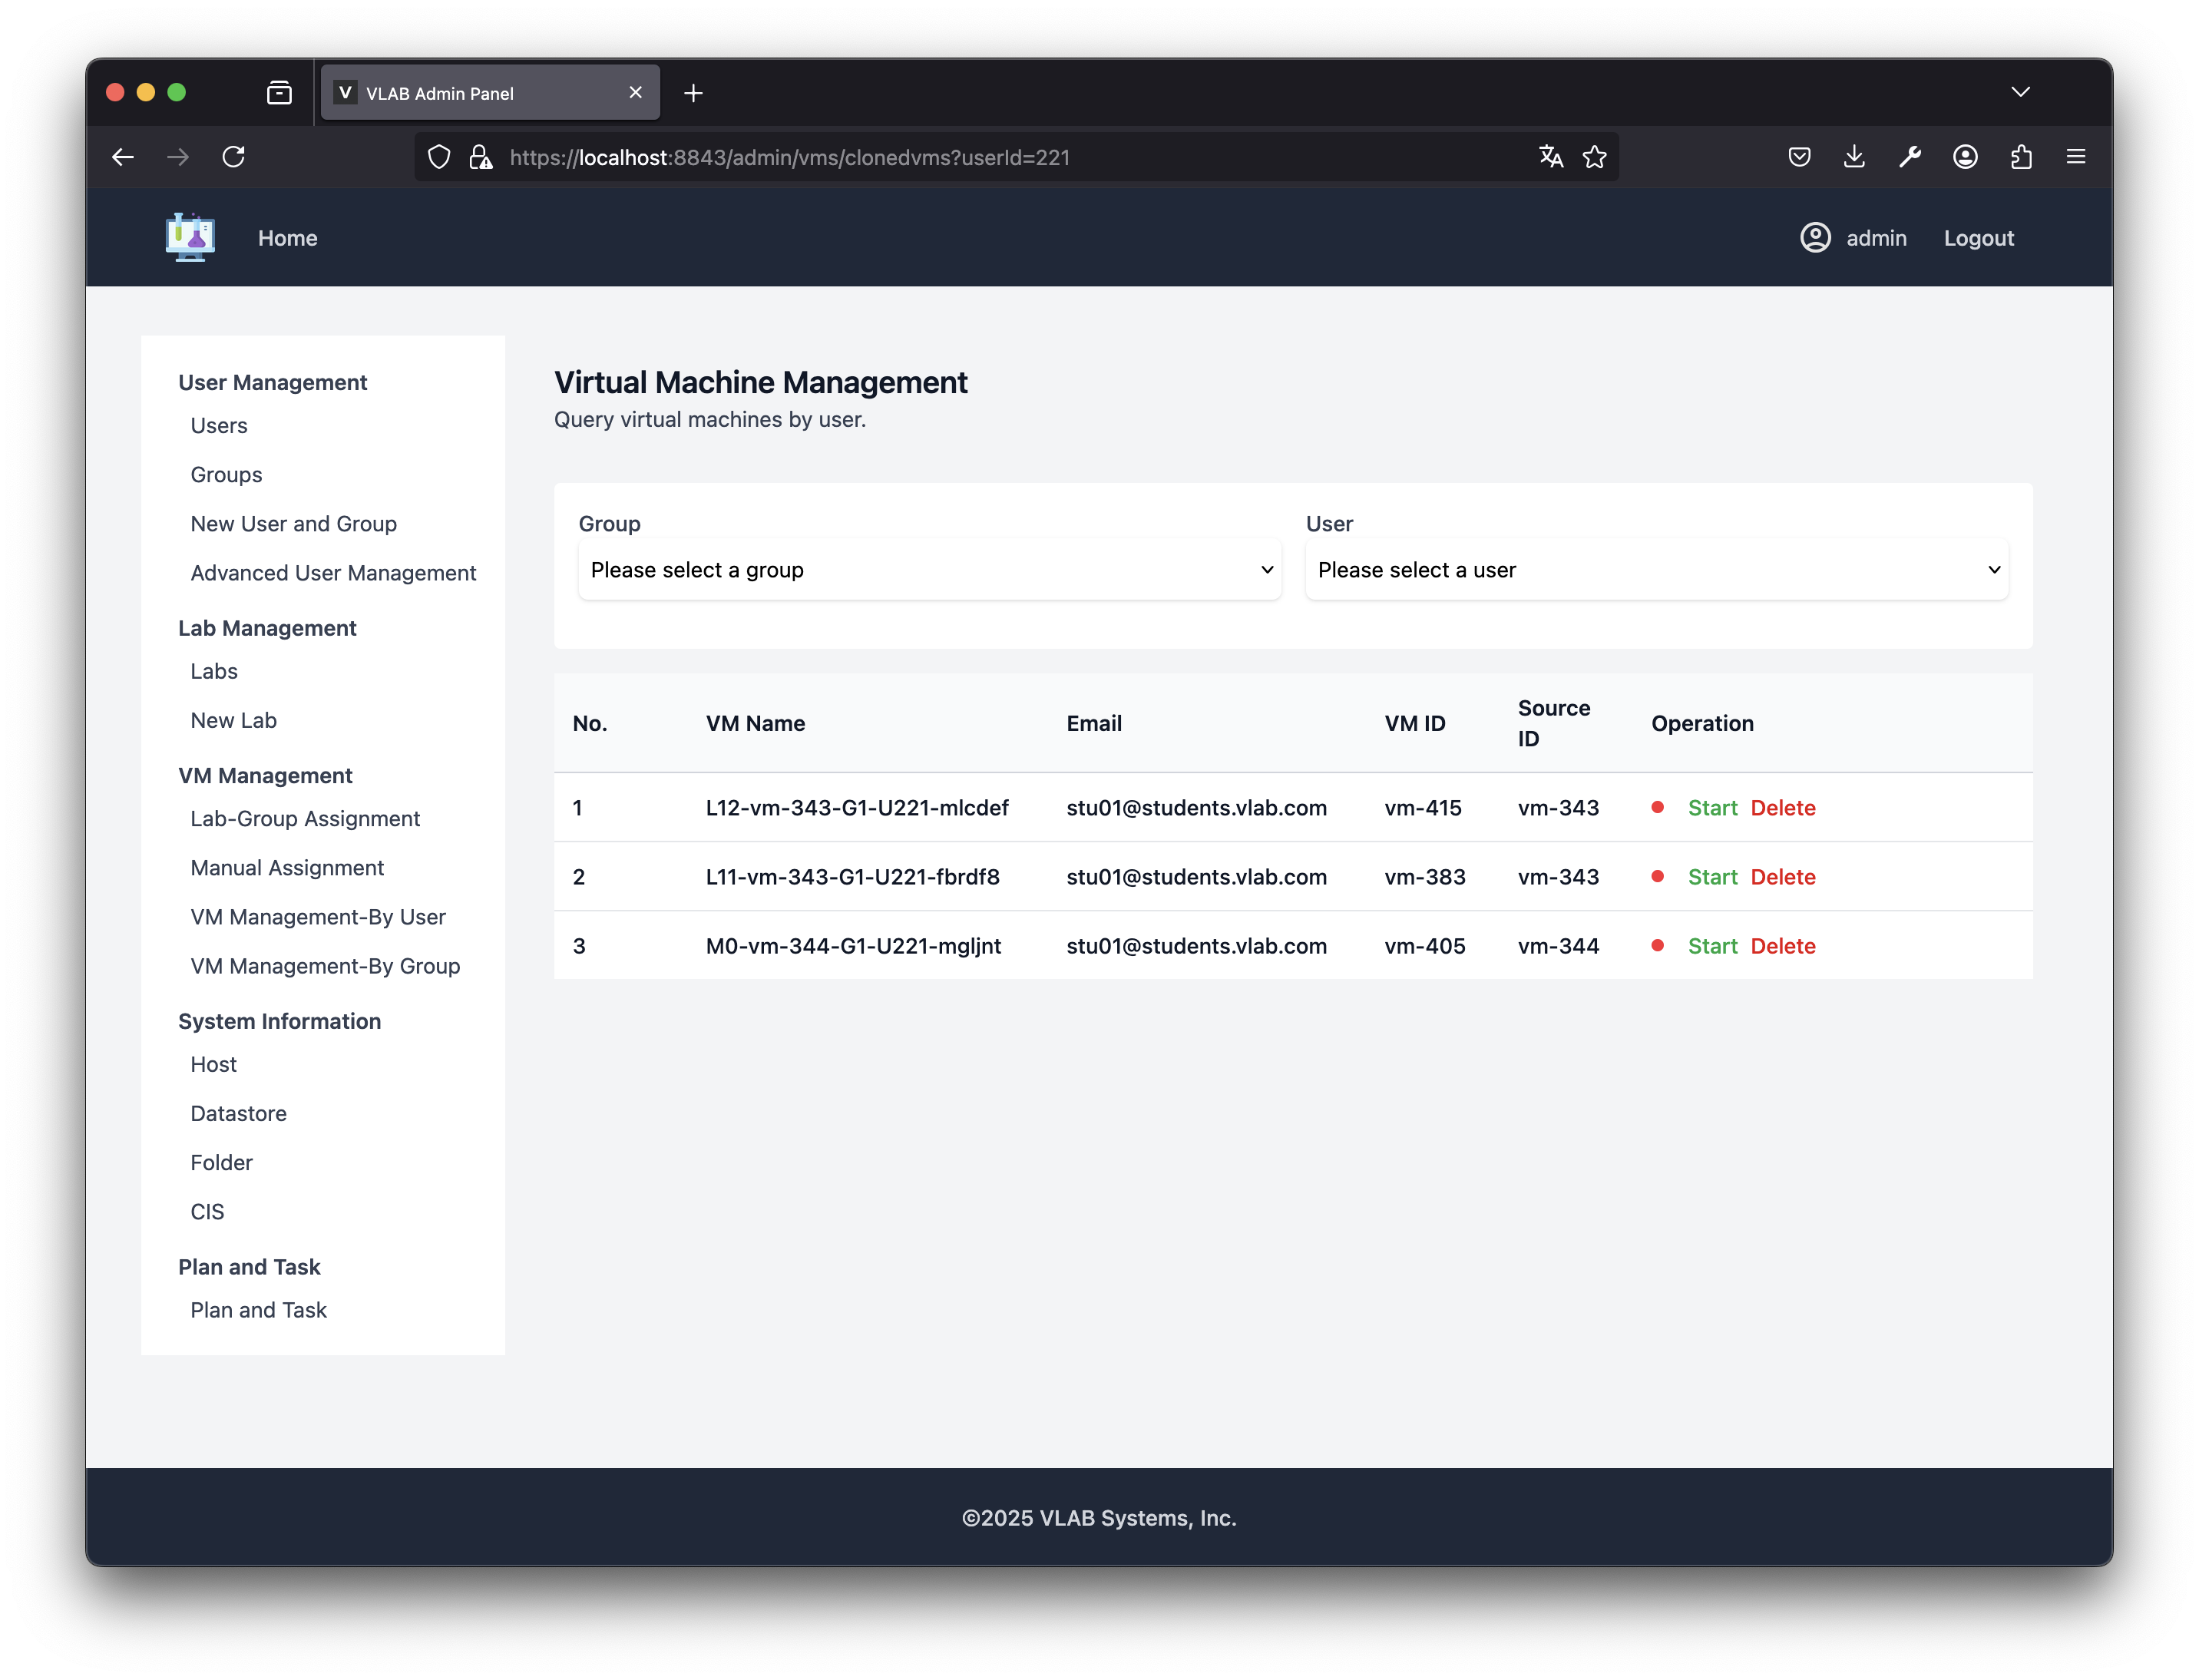 V VLAB Admin Panel
https://localhost:8843/admin/vms/clonedvms?userId=221
Home
admin Logout
User Management
Users
Groups
New User and Group
Advanced User Management
Lab Management
Labs
New Lab
VM Management
Lab-Group Assignment
Manual Assignment
VM Management-By User
VM Management-By Group
System Information
Host
Datastore
Folder
CIS
Plan and Task
Plan and Task
Virtual Machine Management
Query virtual machines by user.
Group User
Please select a group Please select a user
No. VM Name Email VM ID Source ID Operation
1 L12-vm-343-G1-U221-mlcdef stu01@students.vlab.com vm-415 vm-343 Start Delete
2 L11-vm-343-G1-U221-fbrdf8 stu01@students.vlab.com vm-383 vm-343 Start Delete
3 M0-vm-344-G1-U221-mgljnt stu01@students.vlab.com vm-405 vm-344 Start Delete
©2025 VLAB Systems, Inc.